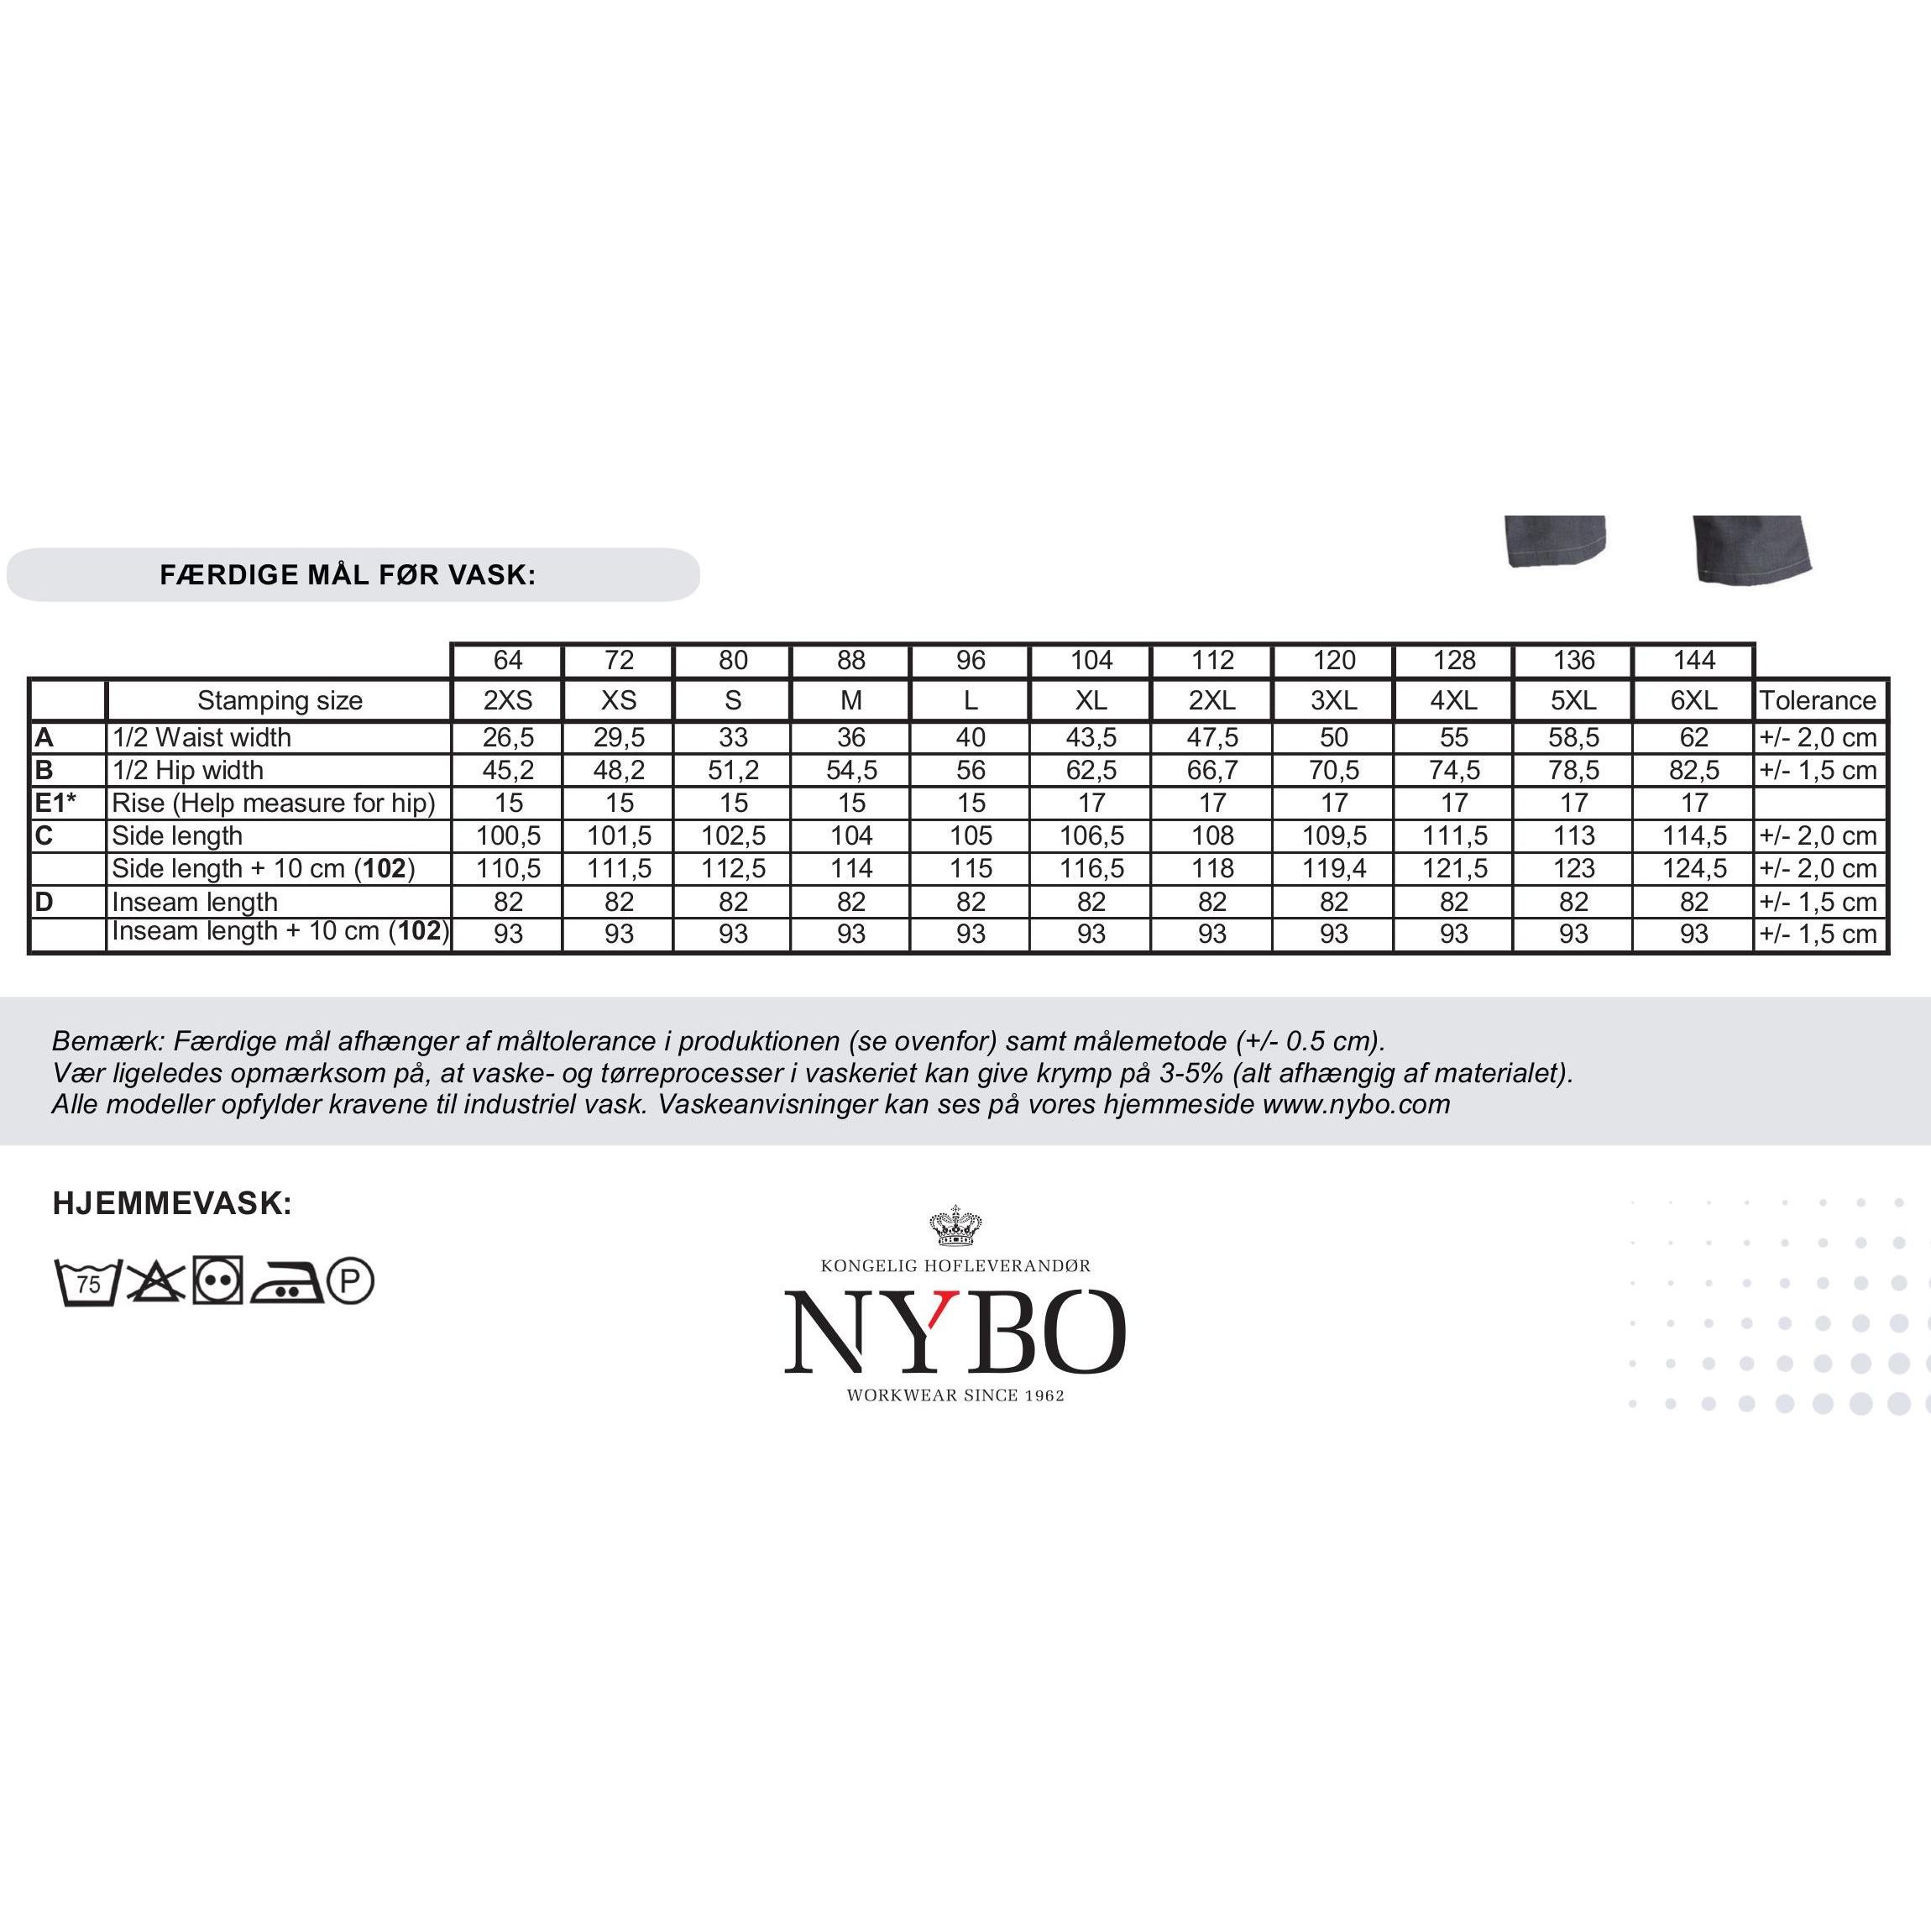 FÆRDIGE MÅL FØR VASK:
64 72 80 88 96 104 112 120 128 136 144
Stamping size 2XS XS S M L XL 2XL 3XL 4XL 5XL 6XL Tolerance
A 1/2 Waist width 26,5 29,5 33 36 40 43,5 47,5 50 55 58,5 62 +/- 2,0 cm
B 1/2 Hip width 45,2 48,2 51,2 54,5 56 62,5 66,7 70,5 74,5 78,5 82,5 +/- 1,5 cm
E1* Rise (Help measure for hip) 15 15 15 15 15 17 17 17 17 17 17
C Side length 100,5 101,5 102,5 104 105 106,5 108 109,5 111,5 113 114,5 +/- 2,0 cm
Side length + 10 cm (102) 110,5 111,5 112,5 114 115 116,5 118 119,4 121,5 123 124,5 +/- 2,0 cm
D Inseam length 82 82 82 82 82 82 82 82 82 82 82 +/- 1,5 cm
Inseam length + 10 cm (102) 93 93 93 93 93 93 93 93 93 93 93 +/- 1,5 cm
Bemærk: Færdige mål afhænger af måltolerance i produktionen (se ovenfor) samt målemetode (+/- 0.5 cm).
Vær ligeledes opmærksom på, at vaske- og tørreprocesser i vaskeriet kan give krymp på 3-5% (alt afhængig af materialet).
Alle modeller opfylder kravene til industriel vask. Vaskeanvisninger kan ses på vores hjemmeside www.nybo.com
HJEMMEVASK:
75 P
KONGELIG HOFLEVERANDØR
NYBO
WORKWEAR SINCE 1962